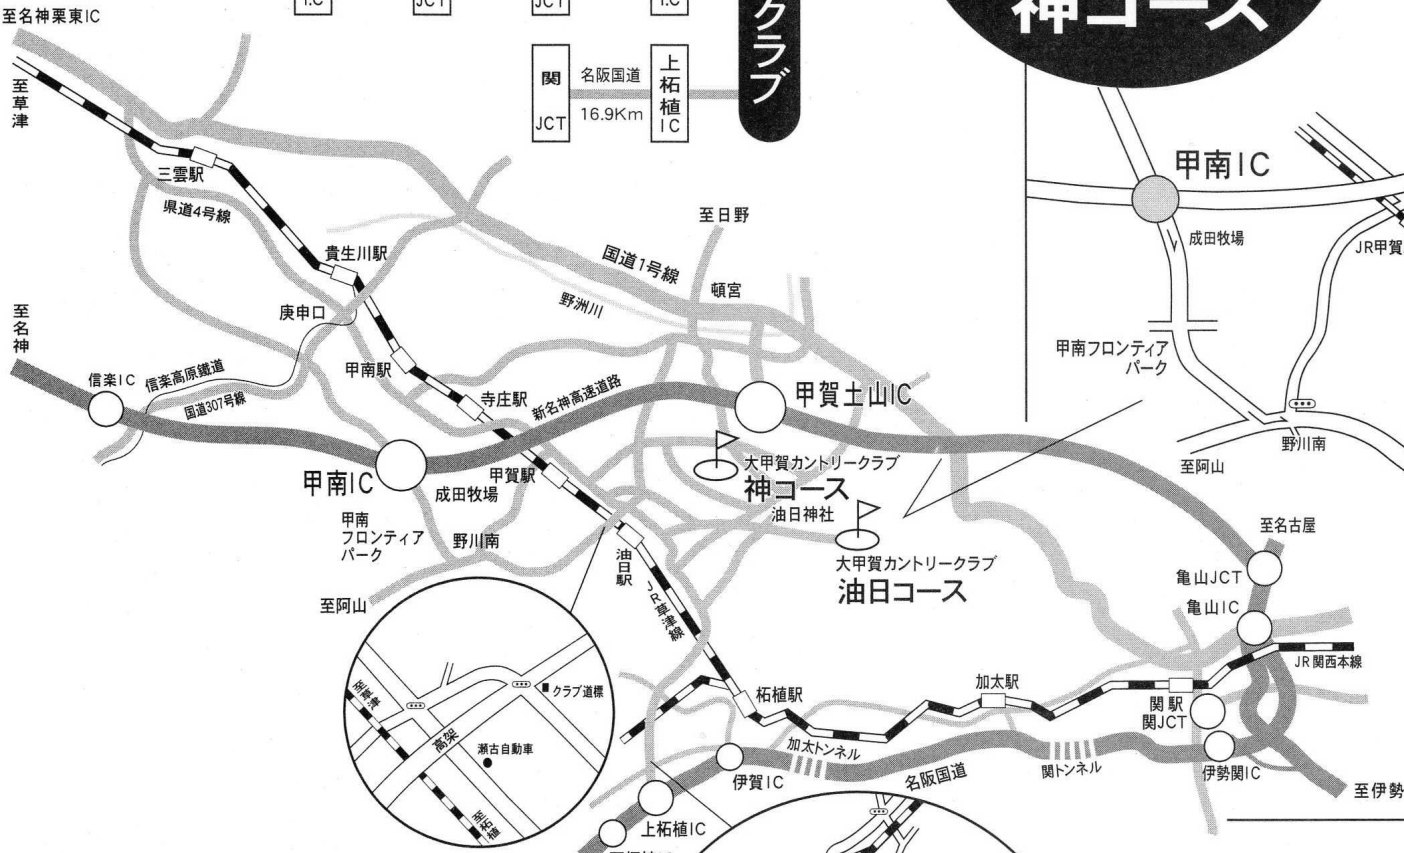 至名神栗東IC
IC
JCT
JCT
IC
クラブ
神コース
至草津
関
JCT
名阪国道
16.9Km
上柘植
IC
三雲駅
県道4号線
貴生川駅
庚申口
至日野
国道1号線
野洲川
頓宮
甲南IC
成田牧場
JR甲賀
甲南フロンティア
パーク
野川南
至阿山
至名神
信楽IC
信楽高原鐵道
国道307号線
甲南駅
寺庄駅
新名神高速道路
甲賀土山IC
甲南IC
成田牧場
甲賀駅
大甲賀カントリークラブ
神コース
油日神社
甲南
フロンティア
パーク
野川南
至阿山
油日駅
JR草津線
大甲賀カントリークラブ
油日コース
至名古屋
亀山JCT
亀山IC
JR関西本線
至草津
クラブ道標
高架
瀬古自動車
至柘植
柘植駅
加太駅
関駅
関JCT
加太トンネル
伊賀IC
名阪国道
関トンネル
伊勢関IC
至伊勢
上柘植IC